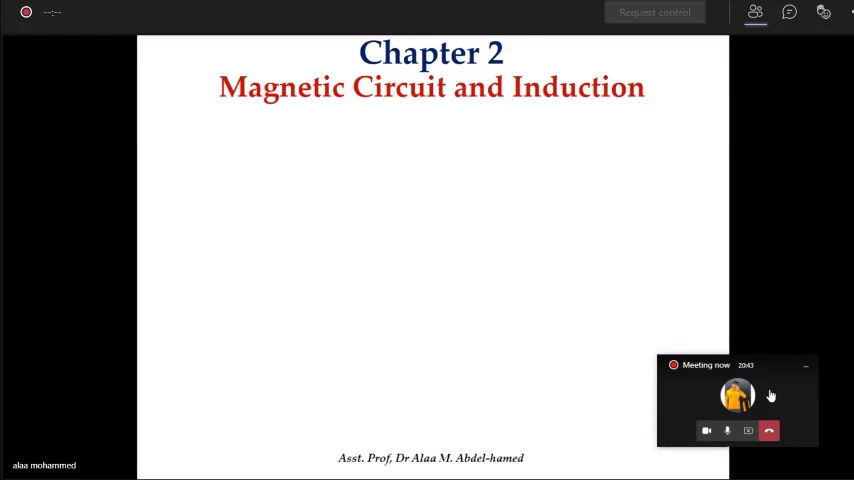 --:--
Request control
Chapter 2
Magnetic Circuit and Induction
Meeting now 20:43
Asst. Prof, Dr Alaa M. Abdel-hamed
alaa mohammed